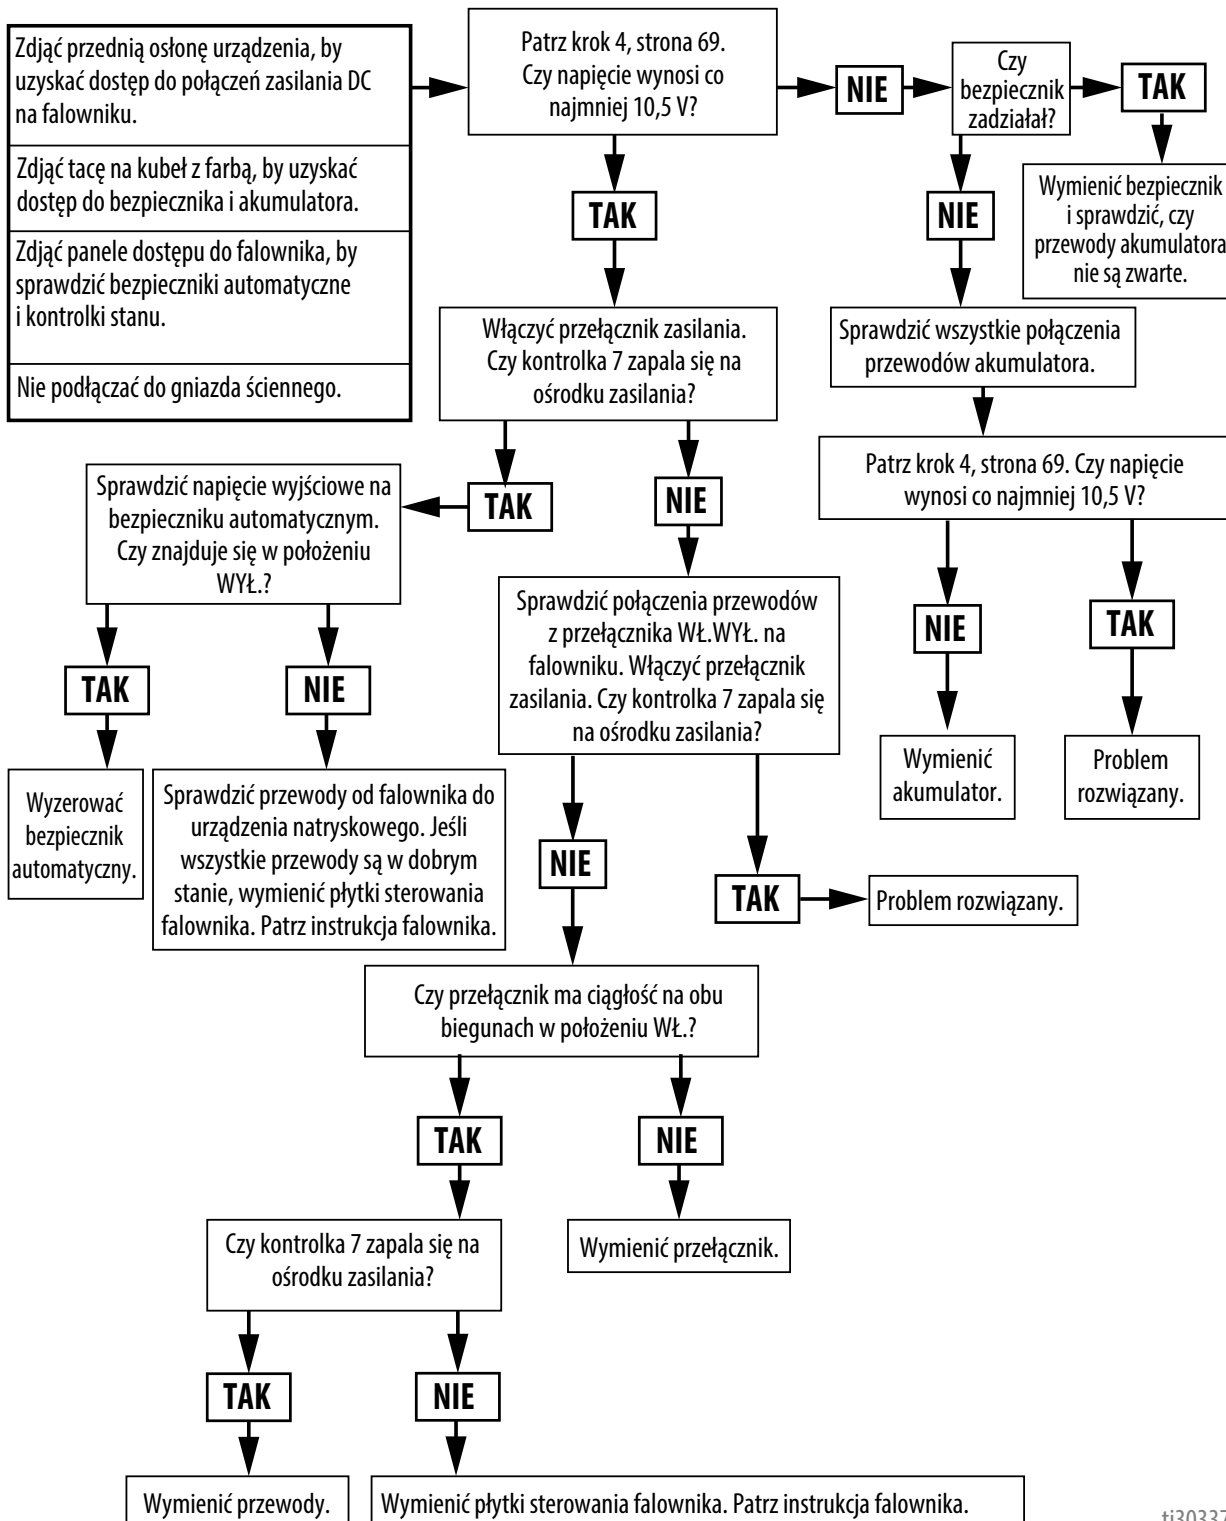 Zdjąć przednią osłonę urządzenia, by
uzyskać dostęp do połączeń zasilania DC
na falowniku.
Zdjąć tacę na kubeł z farbą, by uzyskać
dostęp do bezpiecznika i akumulatora.
Zdjąć panele dostępu do falownika, by
sprawdzić bezpieczniki automatyczne
i kontrolki stanu.
Nie podłączać do gniazda ściennego.
Patrz krok 4, strona 69.
Czy napięcie wynosi co
najmniej 10,5 V?
NIE
Czy
bezpiecznik
zadziałał?
TAK
Wymienić bezpiecznik
i sprawdzić, czy
przewody akumulatora
nie są zwarte.
TAK
NIE
Włączyć przełącznik zasilania.
Czy kontrolka 7 zapala się na
ośrodku zasilania?
Sprawdzić wszystkie połączenia
przewodów akumulatora.
Sprawdzić napięcie wyjściowe na
bezpieczniku automatycznym.
Czy znajduje się w położeniu
WYŁ.?
TAK
NIE
Patrz krok 4, strona 69. Czy napięcie
wynosi co najmniej 10,5 V?
TAK
NIE
Sprawdzić połączenia przewodów
z przełącznika WŁ.WYŁ. na
falowniku. Włączyć przełącznik
zasilania. Czy kontrolka 7 zapala się
na ośrodku zasilania?
NIE
TAK
Wyzerować
bezpiecznik
automatyczny.
Sprawdzić przewody od falownika do
urządzenia natryskowego. Jeśli
wszystkie przewody są w dobrym
stanie, wymienić płytki sterowania
falownika. Patrz instrukcja falownika.
Wymienić
akumulator.
Problem
rozwiązany.
NIE
TAK
Problem rozwiązany.
Czy przełącznik ma ciągłość na obu
biegunach w położeniu WŁ.?
TAK
NIE
Czy kontrolka 7 zapala się na
ośrodku zasilania?
Wymienić przełącznik.
TAK
NIE
Wymienić przewody.
Wymienić płytki sterowania falownika. Patrz instrukcja falownika.
ti30337